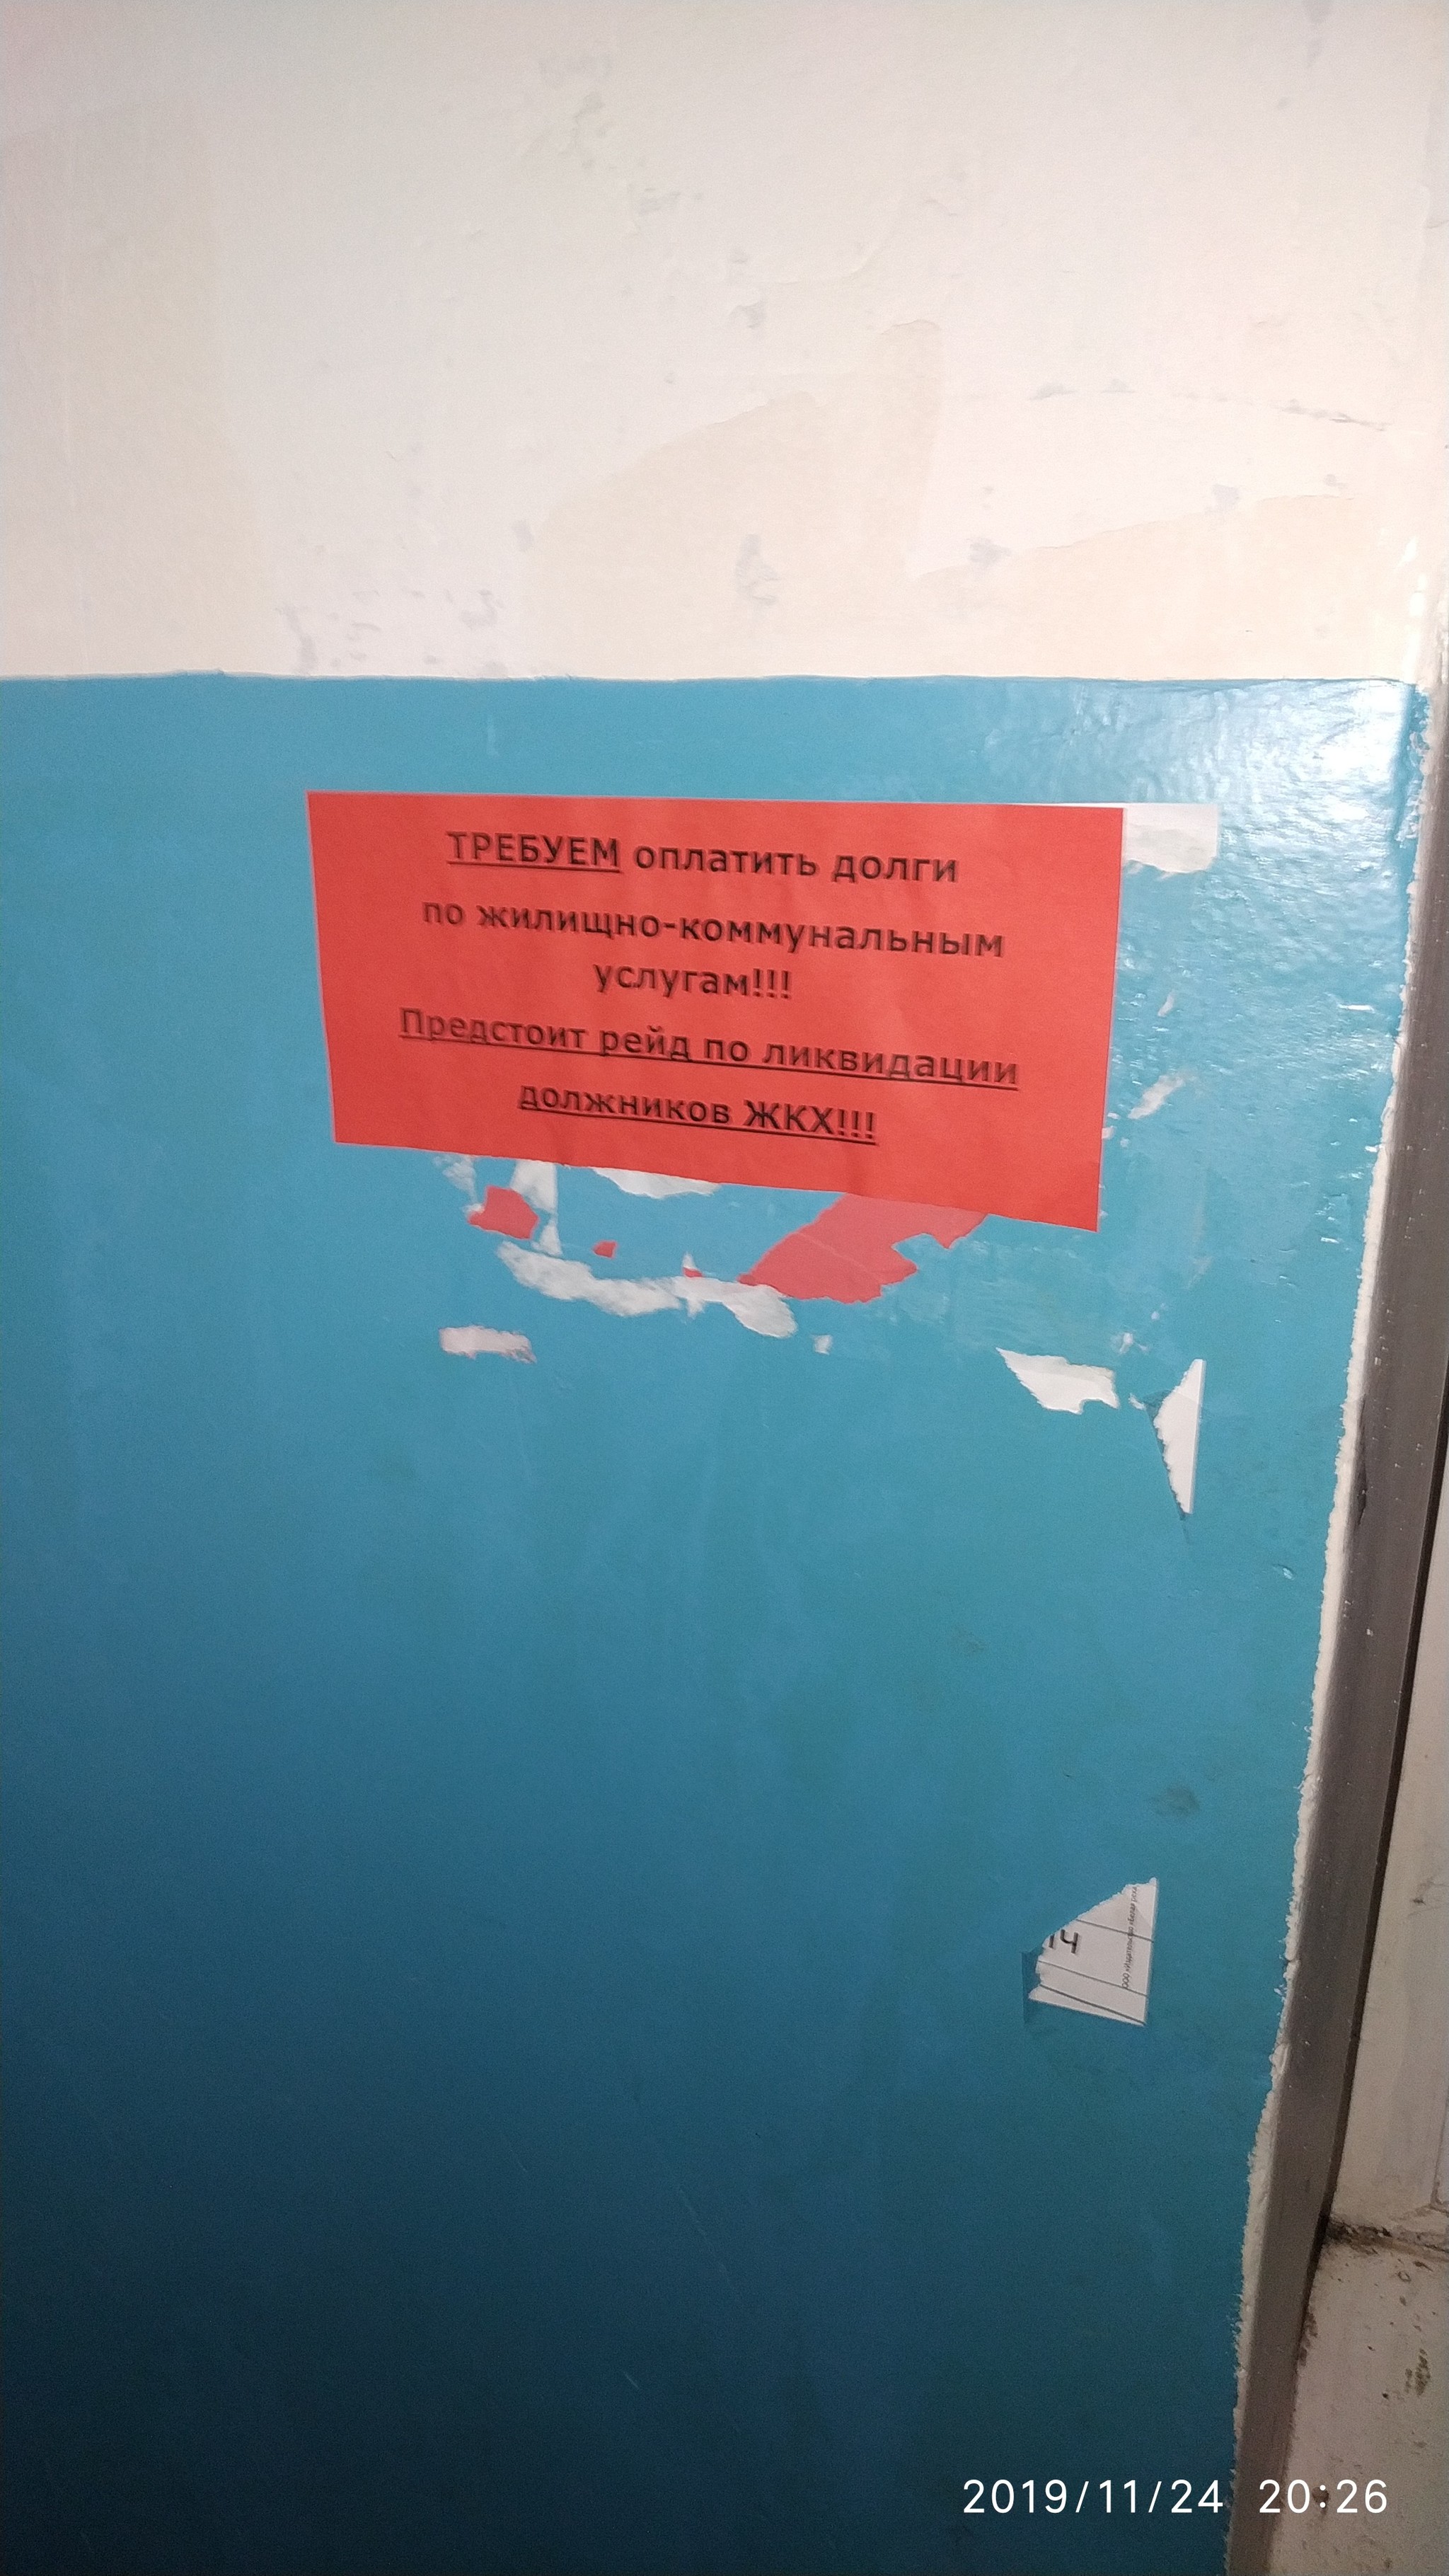 ТРЕБУЕМ оплатить долги
по жилищно-коммунальным
услугам!!!
Предстоит рейд по ликвидации
должников ЖКХ!!!
2019/11/24 20:26